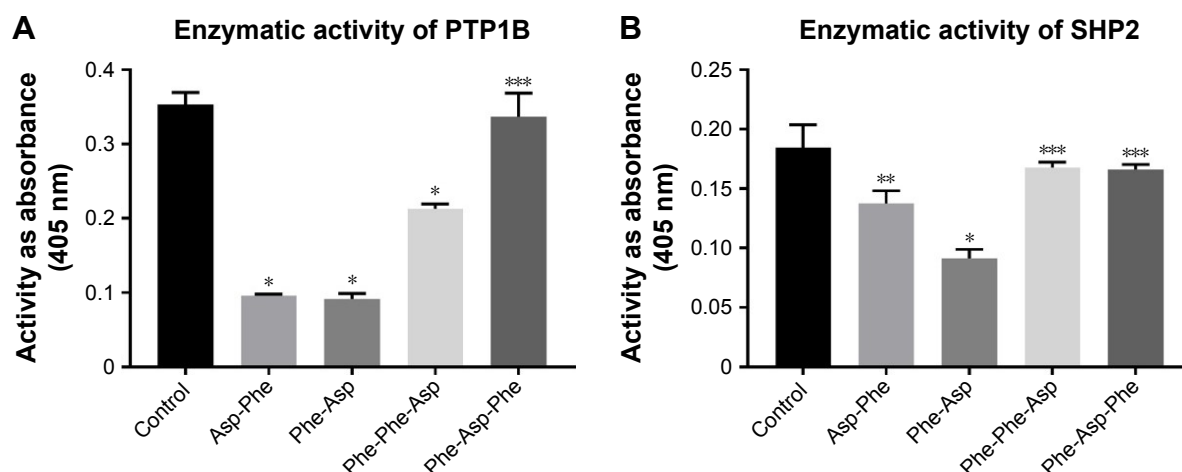 A
Enzymatic activity of PTP1B
Activity as absorbance
(405 nm)
0.4
0.3
0.2
0.1
0
*
*
*
***
Control
Asp-Phe
Phe-Asp
Phe-Phe-Asp
Phe-Asp-Phe
B
Enzymatic activity of SHP2
Activity as absorbance
(405 nm)
0.25
0.20
0.15
0.10
0.05
0
**
*
***
***
Control
Asp-Phe
Phe-Asp
Phe-Phe-Asp
Phe-Asp-Phe